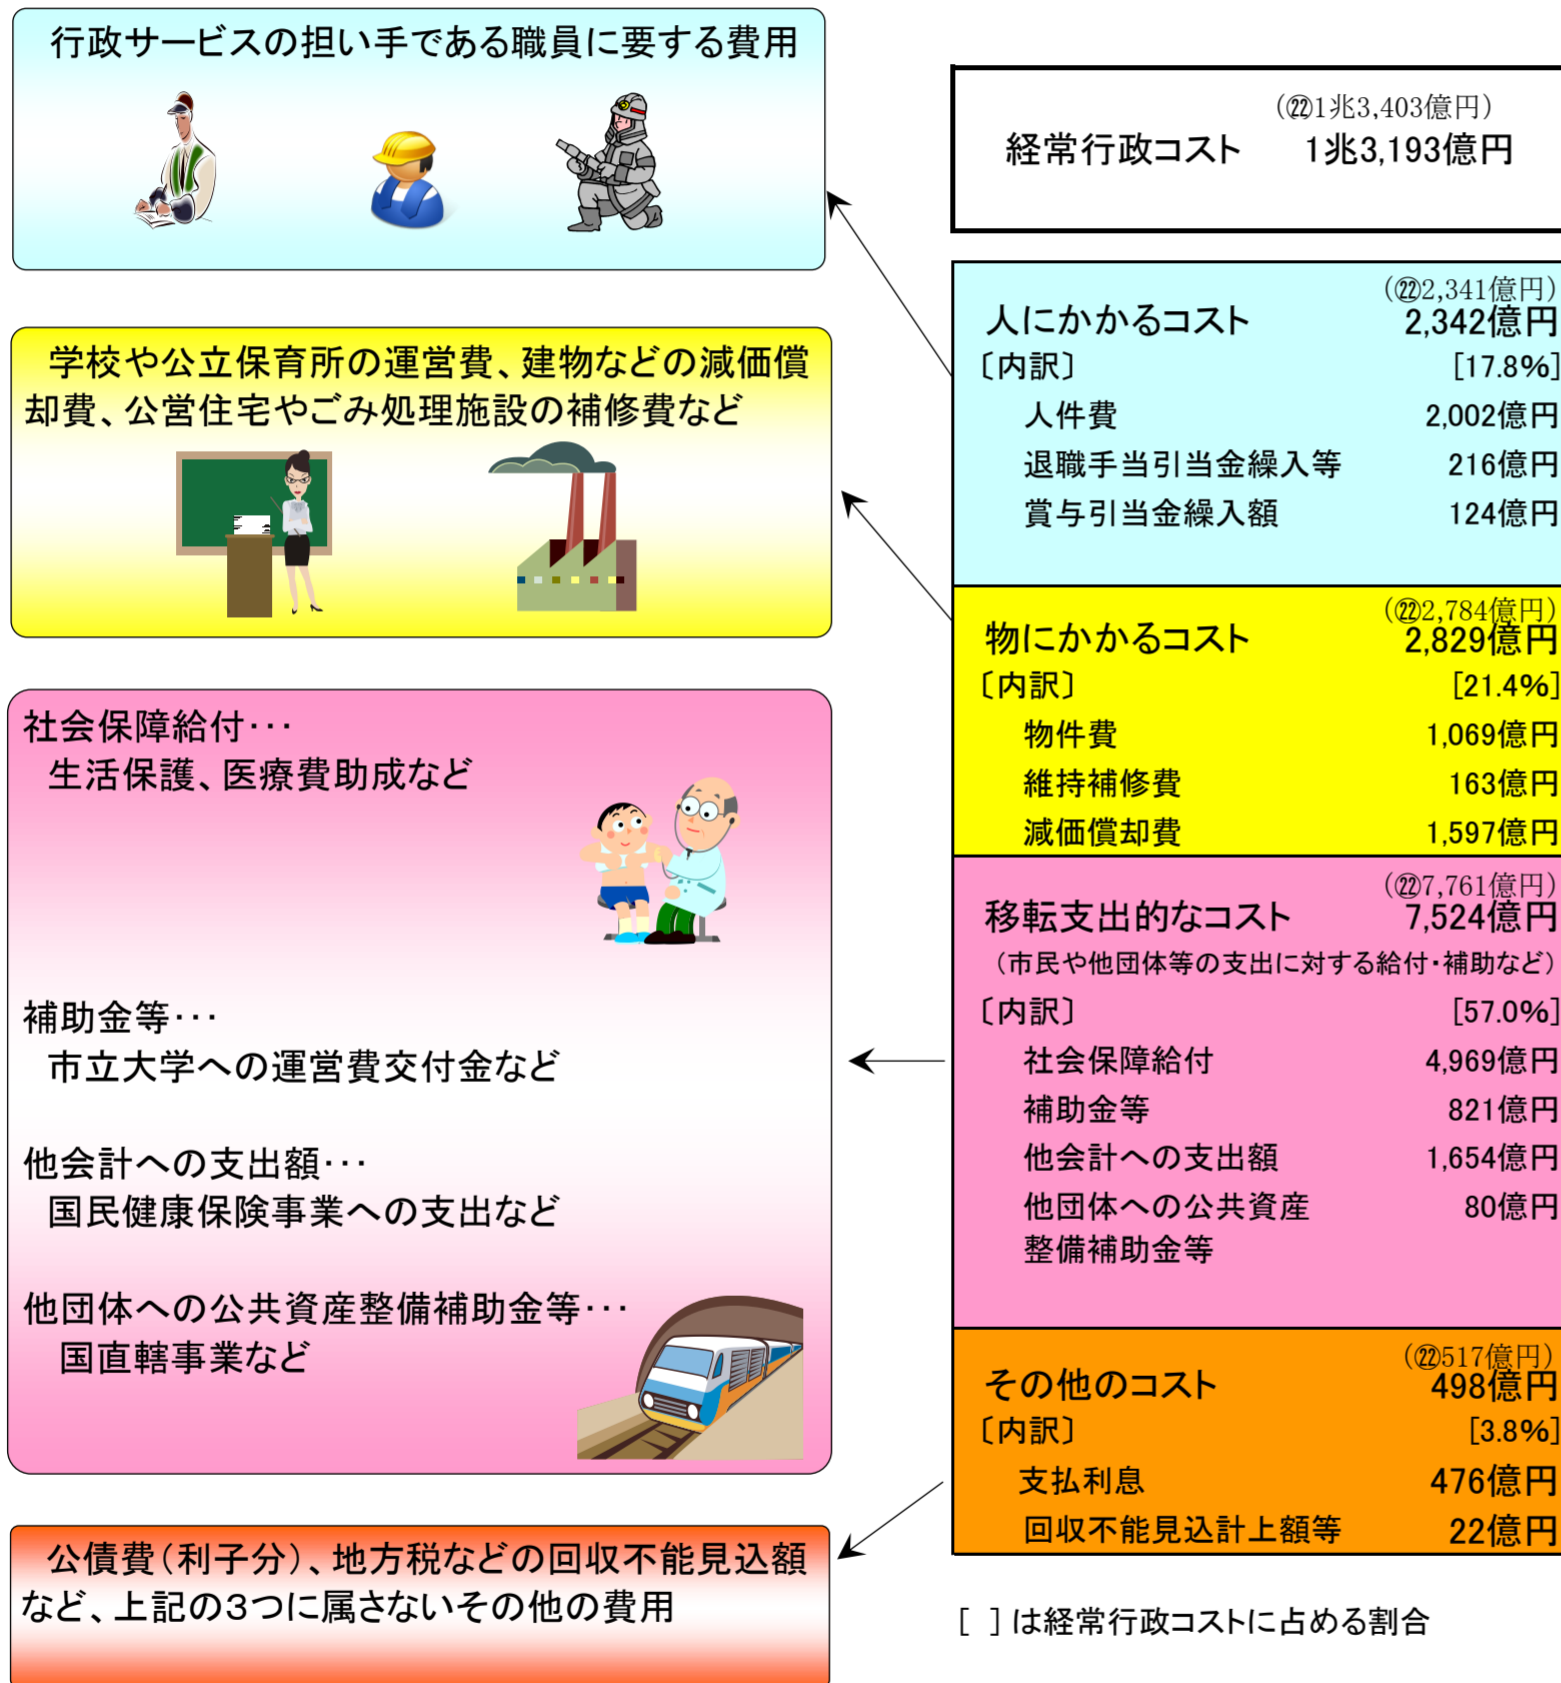 行政サービスの担い手である職員に要する費用
学校や公立保育所の運営費、建物などの減価償
却費、公営住宅やごみ処理施設の補修費など
社会保障給付･･･
生活保護、医療費助成など
補助金等･･･
市立大学への運営費交付金など
他会計への支出額･･･
国民健康保険事業への支出など
他団体への公共資産整備補助金等･･･
国直轄事業など
公債費（利子分）、地方税などの回収不能見込額
など、上記の３つに属さないその他の費用
（㉒1兆3,403億円）
経常行政コスト 1兆3,193億円
（㉒2,341億円）
人にかかるコスト 2,342億円
〔内訳〕 [17.8%]
人件費 2,002億円
退職手当引当金繰入等 216億円
賞与引当金繰入額 124億円
（㉒2,784億円）
物にかかるコスト 2,829億円
〔内訳〕 [21.4%]
物件費 1,069億円
維持補修費 163億円
減価償却費 1,597億円
（㉒7,761億円）
移転支出的なコスト 7,524億円
（市民や他団体等の支出に対する給付・補助など）
〔内訳〕 [57.0%]
社会保障給付 4,969億円
補助金等 821億円
他会計への支出額 1,654億円
他団体への公共資産 80億円
整備補助金等
（㉒517億円）
その他のコスト 498億円
〔内訳〕 [3.8%]
支払利息 476億円
回収不能見込計上額等 22億円
[ ] は経常行政コストに占める割合